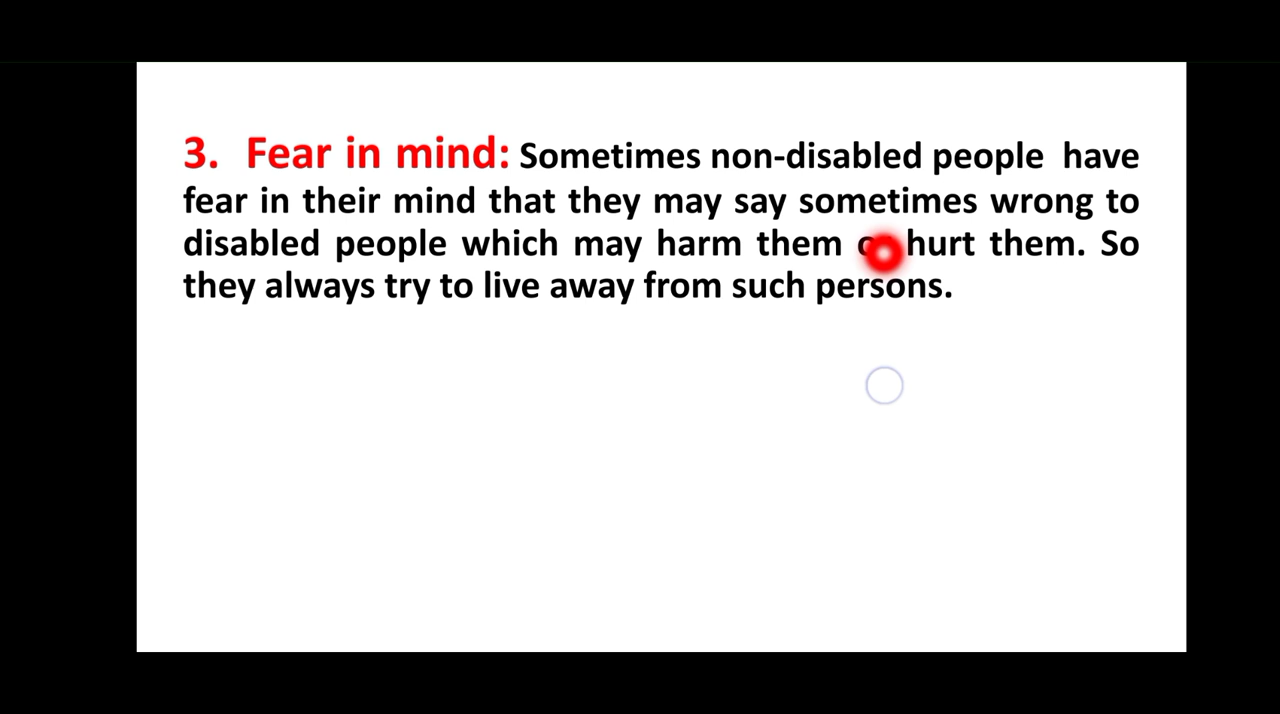 3. Fear in mind: Sometimes non-disabled people have
fear in their mind that they may say sometimes wrong to
disabled people which may harm them or hurt them. So
they always try to live away from such persons.